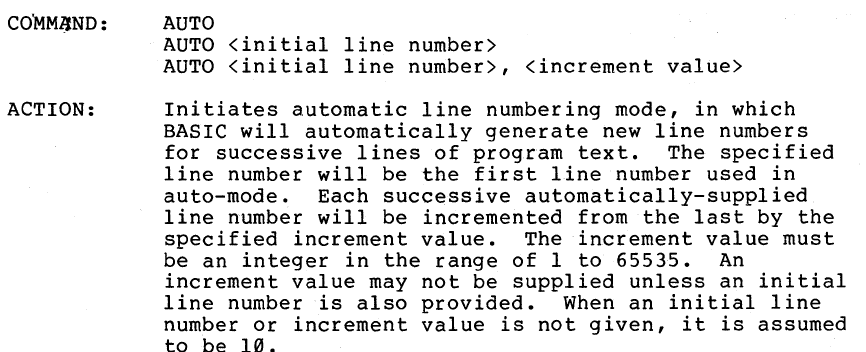 COMMAND: AUTO
AUTO <initial line number>
AUTO <initial line number>, <increment value>
ACTION: Initiates automatic line numbering mode, in which
BASIC will automatically generate new line numbers
for successive lines of program text. The specified
line number will be the first line number used in
auto-mode. Each successive automatically-supplied
line number will be incremented from the last by the
specified increment value. The increment value must
be an integer in the range of 1 to 65535. An
increment value may not be supplied unless an initial
line number is also provided. When an initial line
number or increment value is not given, it is assumed
to be 10.